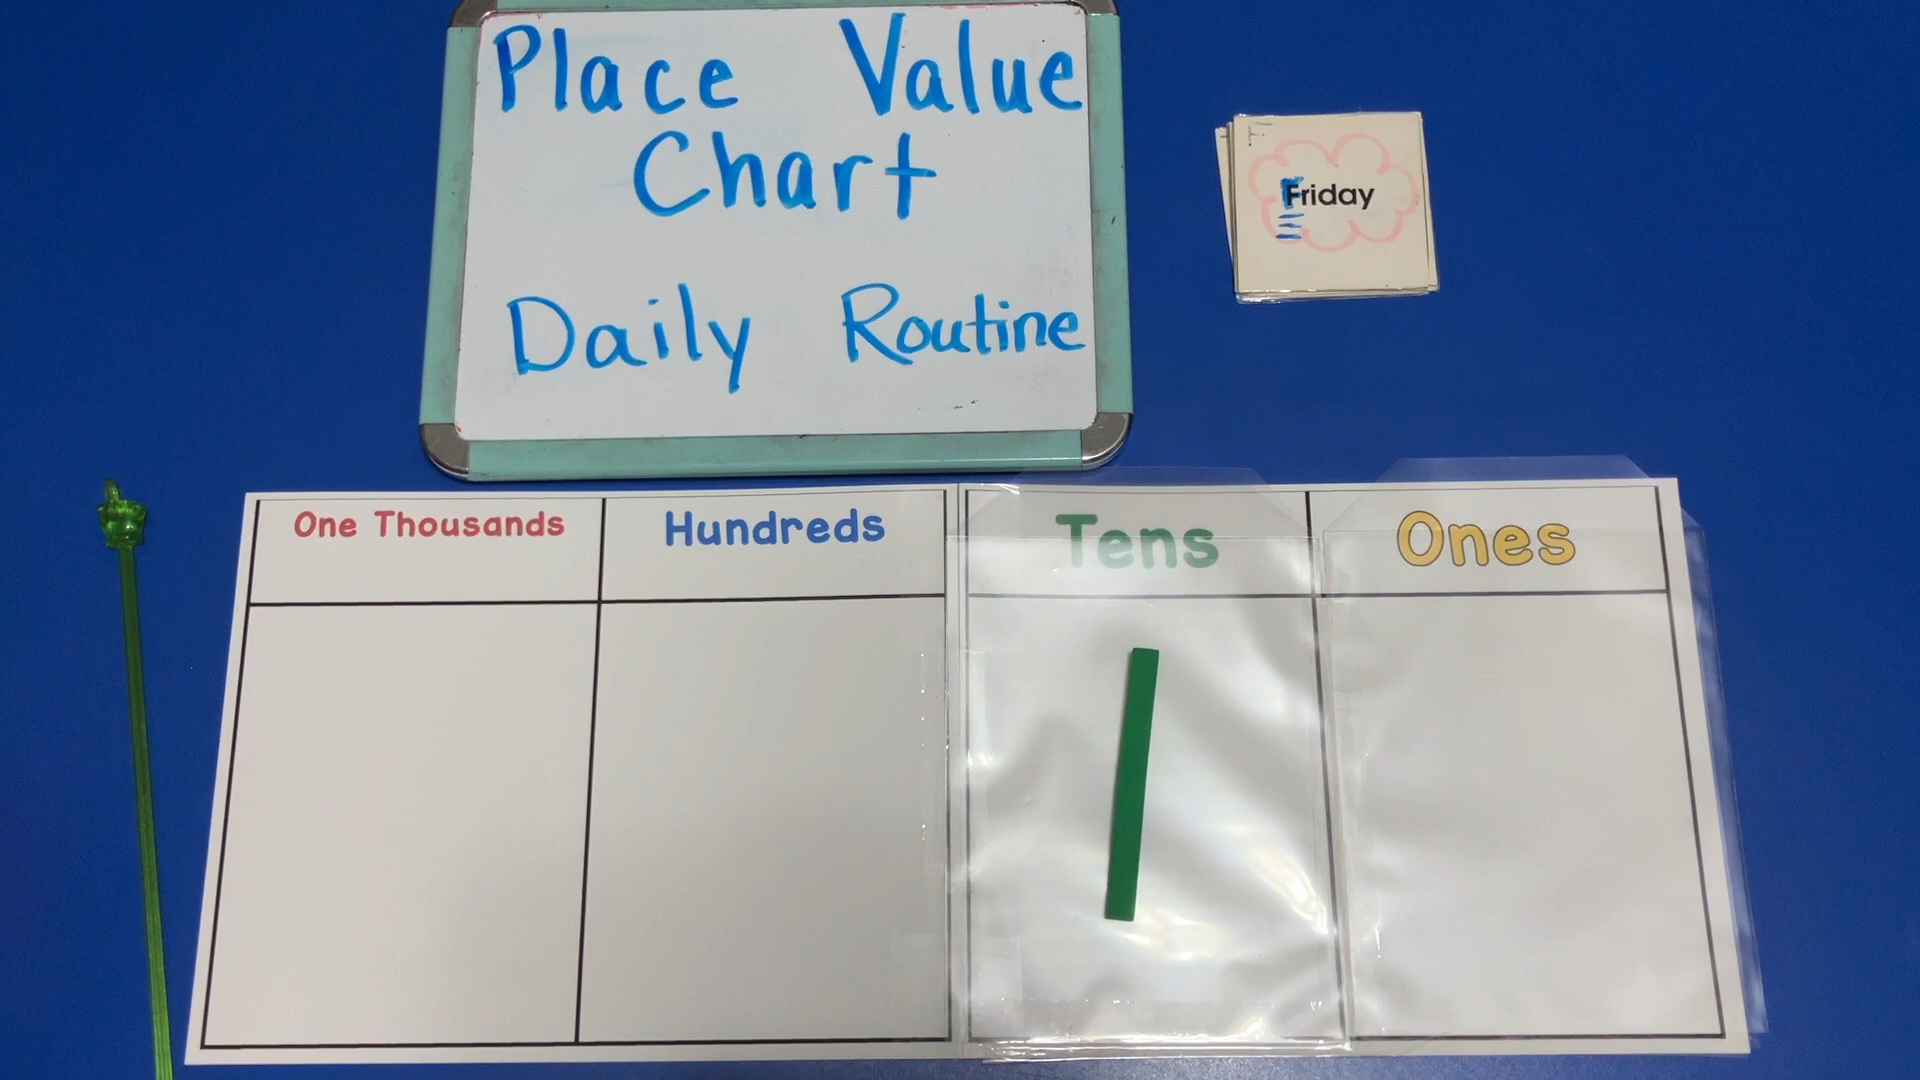 Place Value
Chart
Daily Routine
F
Friday
One Thousands
Hundreds
Tens
Ones